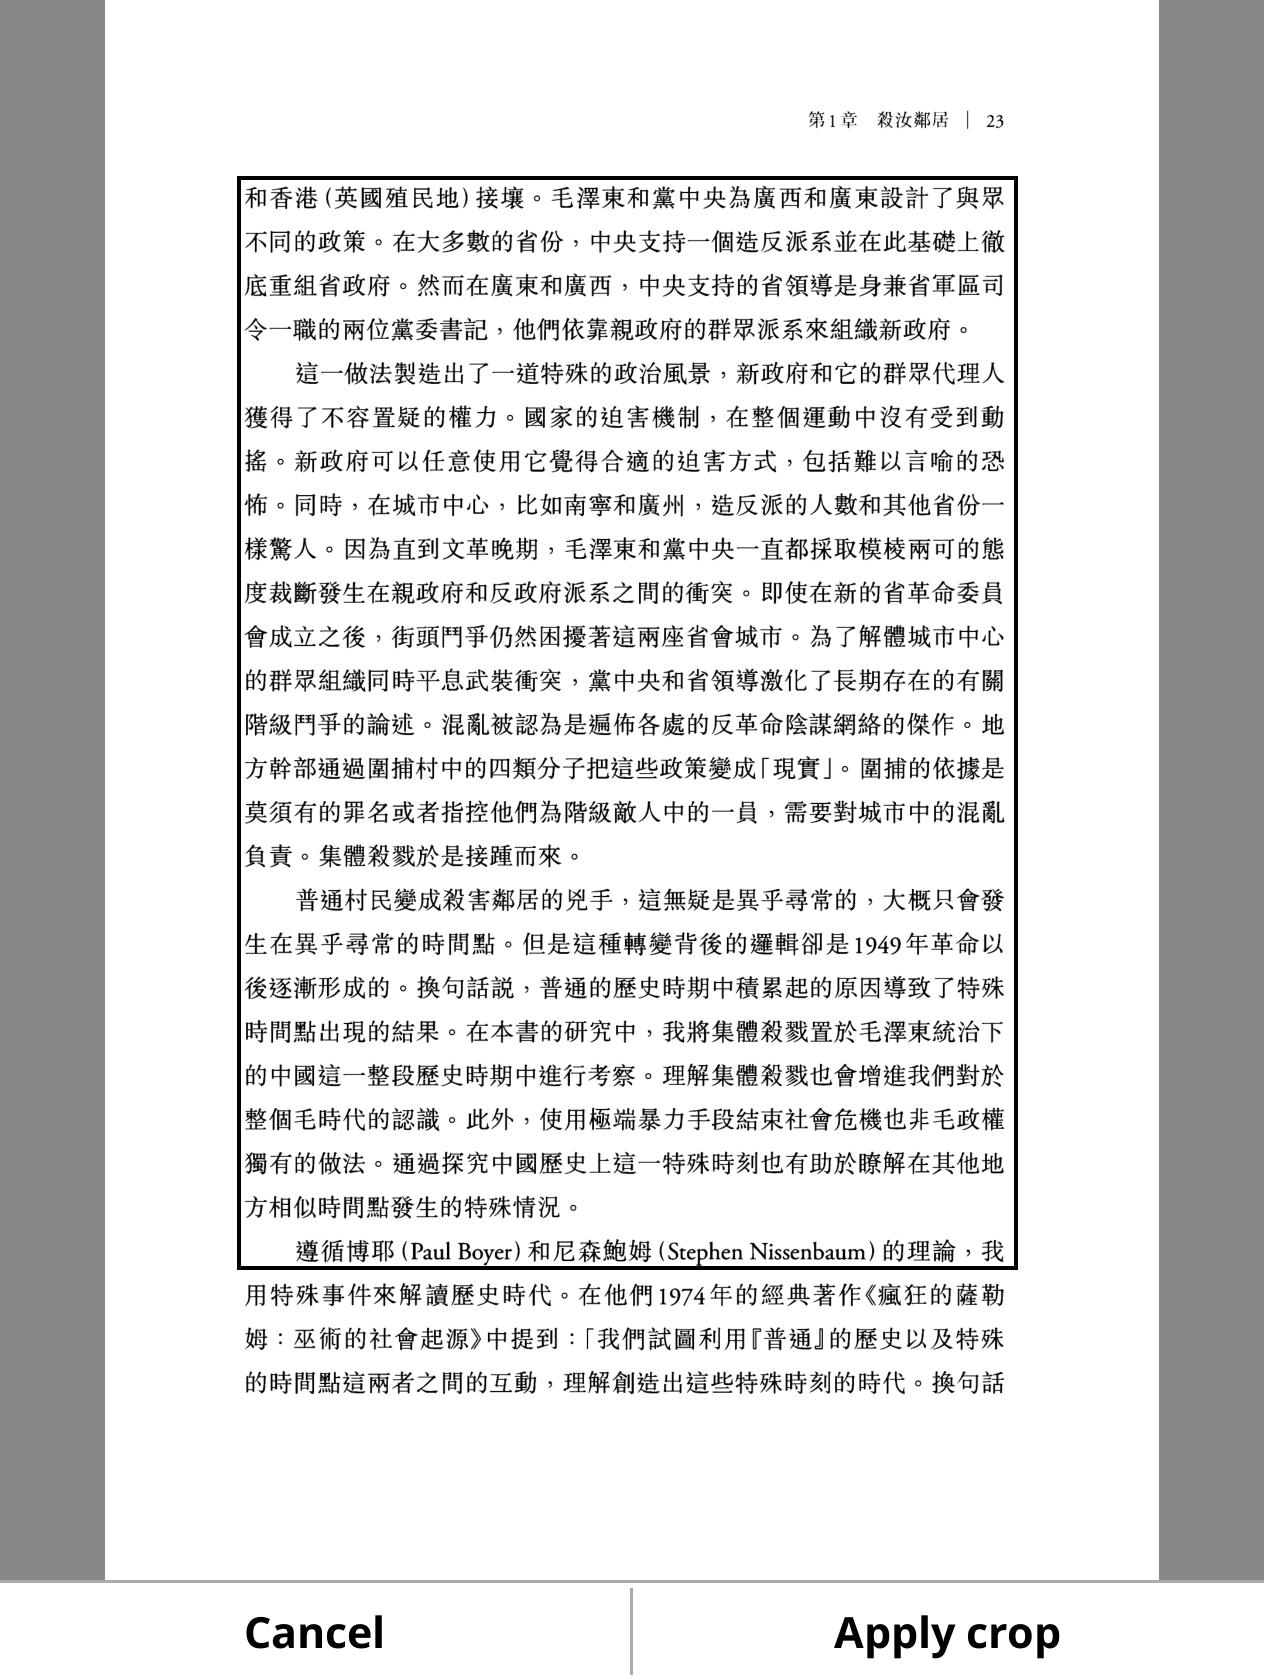 第1章　殺汝鄰居 | 23
和香港(英國殖民地)接壤。毛澤東和黨中央為廣西和廣東設計了與眾
不同的政策。在大多數的省份，中央支持一個造反派系並在此基礎上徹
底重組省政府。然而在廣東和廣西，中央支持的省領導是身兼省軍區司
令一職的兩位黨委書記，他們依靠親政府的群眾派系來組織新政府。
這一做法製造出了一道特殊的政治風景，新政府和它的群眾代理人
獲得了不容置疑的權力。國家的迫害機制，在整個運動中沒有受到動
搖。新政府可以任意使用它覺得合適的迫害方式，包括難以言喻的恐
怖。同時，在城市中心，比如南寧和廣州，造反派的人數和其他省份一
樣驚人。因為直到文革晚期，毛澤東和黨中央一直都採取模棱兩可的態
度裁斷發生在親政府和反政府派系之間的衝突。即使在新的省革命委員
會成立之後，街頭鬥爭仍然困擾著這兩座省會城市。為了解體城市中心
的群眾組織同時平息武裝衝突，黨中央和省領導激化了長期存在的有關
階級鬥爭的論述。混亂被認為是遍佈各處的反革命陰謀網絡的傑作。地
方幹部通過圍捕村中的四類分子把這些政策變成「現實」。圍捕的依據是
莫須有的罪名或者指控他們為階級敵人中的一員，需要對城市中的混亂
負責。集體殺戮於是接踵而來。
普通村民變成殺害鄰居的兇手，這無疑是異乎尋常的，大概只會發
生在異乎尋常的時間點。但是這種轉變背後的邏輯卻是1949年革命以
後逐漸形成的。換句話説，普通的歷史時期中積累起的原因導致了特殊
時間點出現的結果。在本書的研究中，我將集體殺戮置於毛澤東統治下
的中國這一整段歷史時期中進行考察。理解集體殺戮也會增進我們對於
整個毛時代的認識。此外，使用極端暴力手段結束社會危機也非毛政權
獨有的做法。通過探究中國歷史上這一特殊時刻也有助於瞭解在其他地
方相似時間點發生的特殊情況。
遵循博耶(Paul Boyer)和尼森鮑姆(Stephen Nissenbaum)的理論，我
用特殊事件來解讀歷史時代。在他們1974年的經典著作《瘋狂的薩勒
姆：巫術的社會起源》中提到：「我們試圖利用『普通』的歷史以及特殊
的時間點這兩者之間的互動，理解創造出這些特殊時刻的時代。換句話
Cancel
Apply crop